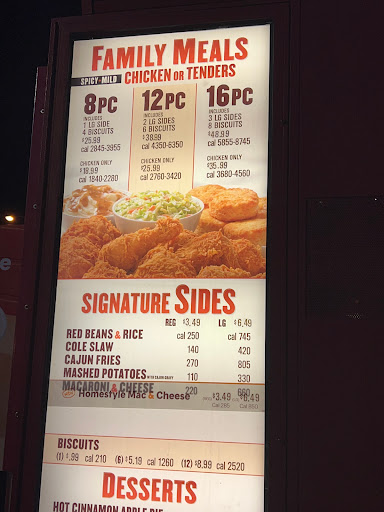 FAMILY MEALS
SPICY-MILD CHICKEN OR TENDERS
8PC
INCLUDES
1 LG SIDE
4 BISCUITS
$25.99
cal 2845-3955
CHICKEN ONLY
$18.99
cal 1840-2280
12PC
INCLUDES
2 LG SIDES
6 BISCUITS
$38.99
cal 4350-6350
CHICKEN ONLY
$25.99
cal 2760-3420
16PC
INCLUDES
3 LG SIDES
8 BISCUITS
$48.99
cal 5855-8745
CHICKEN ONLY
$35.99
cal 3680-4560
SIGNATURE SIDES
REG $3.49 LG $6.49
RED BEANS & RICE cal 250 cal 745
COLE SLAW 140 420
CAJUN FRIES 270 805
MASHED POTATOES WITH CAJUN GRAVY 110 330
MACARONI & CHEESE 220 660
Homestyle Mac & Cheese $3.49 $6.49
BISCUITS
(1) $.99 cal 210 (6) $5.19 cal 1260 (12) $8.99 cal 2520
DESSERTS
HOT CINNAMON APPLE PIE